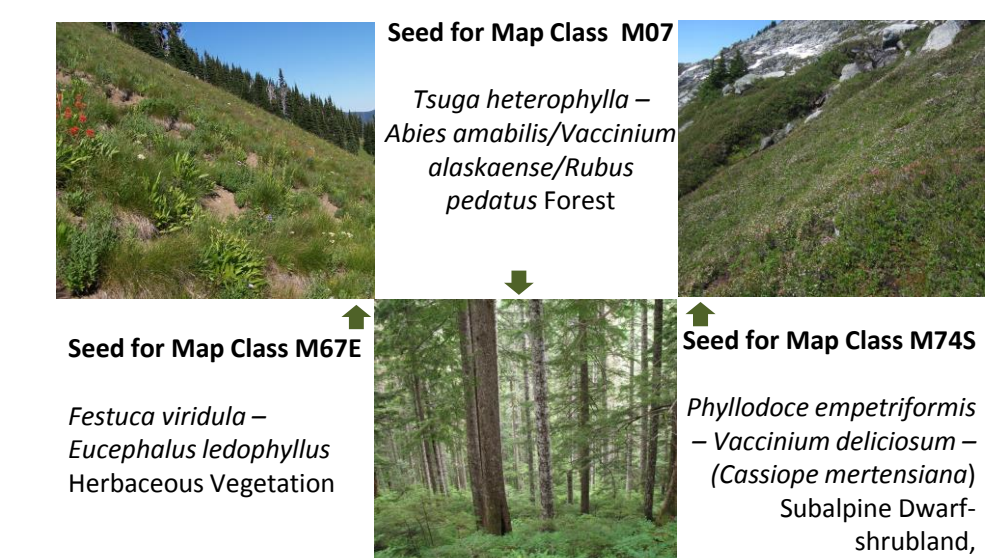 Seed for Map Class M07
Tsuga heterophylla –
Abies amabilis/Vaccinium
alaskaense/Rubus
pedatus Forest
Seed for Map Class M67E
Festuca viridula –
Eucephalus ledophyllus
Herbaceous Vegetation
Seed for Map Class M74S
Phyllodoce empetriformis
– Vaccinium deliciosum –
(Cassiope mertensiana)
Subalpine Dwarf-
shrubland,